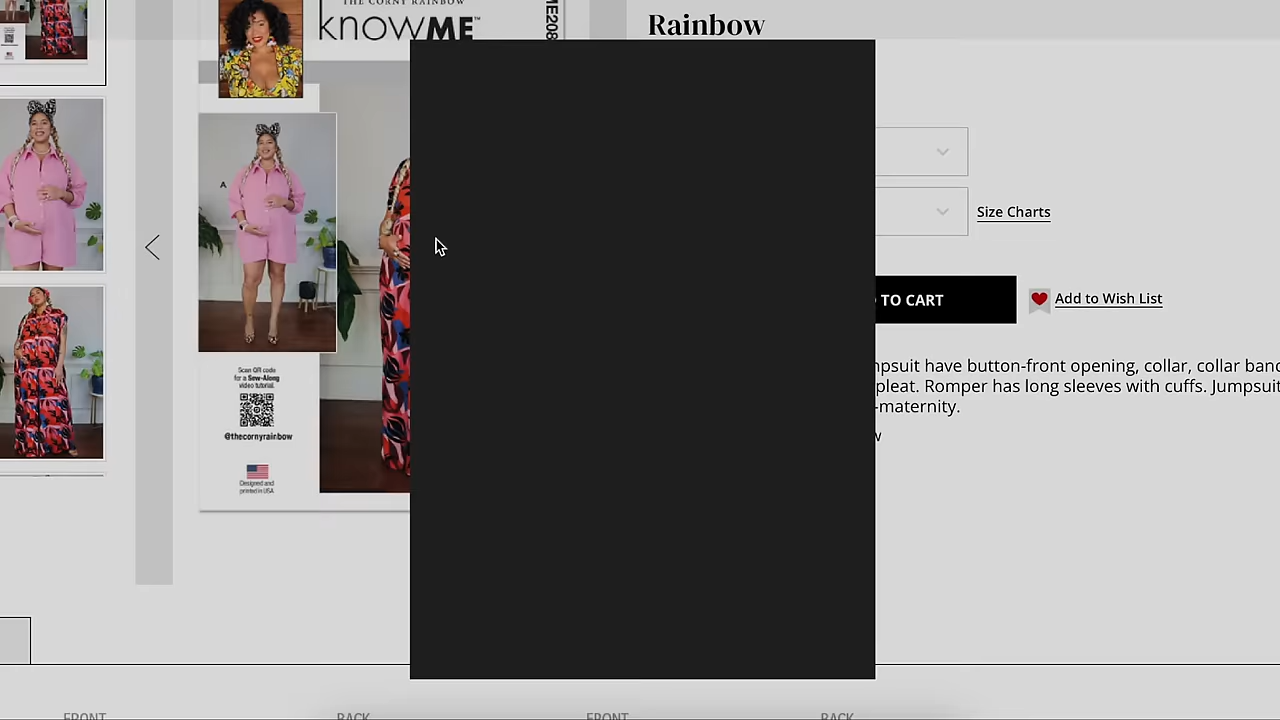 THE CORNY RAINBOW
knowME™
ME208
Rainbow
A
Size Charts
TO CART
Add to Wish List
Scan QR code
for a Sew-Along
video tutorial.
@thecornyrainbow
Designed and
printed in USA
mpsuit have button-front opening, collar, collar band
pleat. Romper has long sleeves with cuffs. Jumpsuit
-maternity.
w
FRONT
BACK
FRONT
BACK